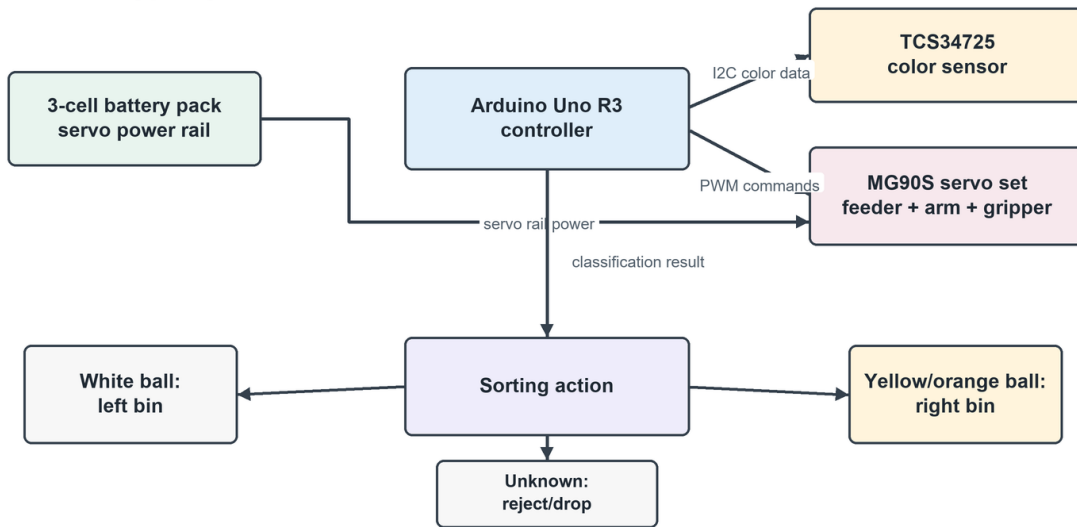 TCS34725
color sensor
I2C color data
3-cell battery pack
servo power rail
Arduino Uno R3
controller
PWM commands
MG90S servo set
feeder + arm + gripper
servo rail power
classification result
White ball:
left bin
Sorting action
Yellow/orange ball:
right bin
Unknown:
reject/drop